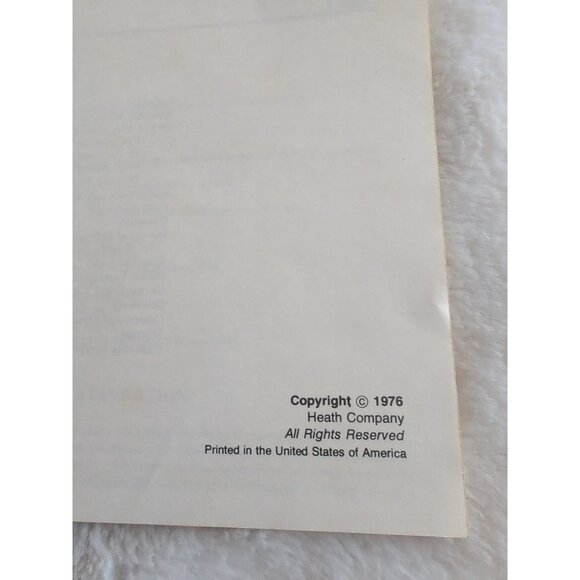 Copyright © 1976
Heath Company
All Rights Reserved
Printed in the United States of America